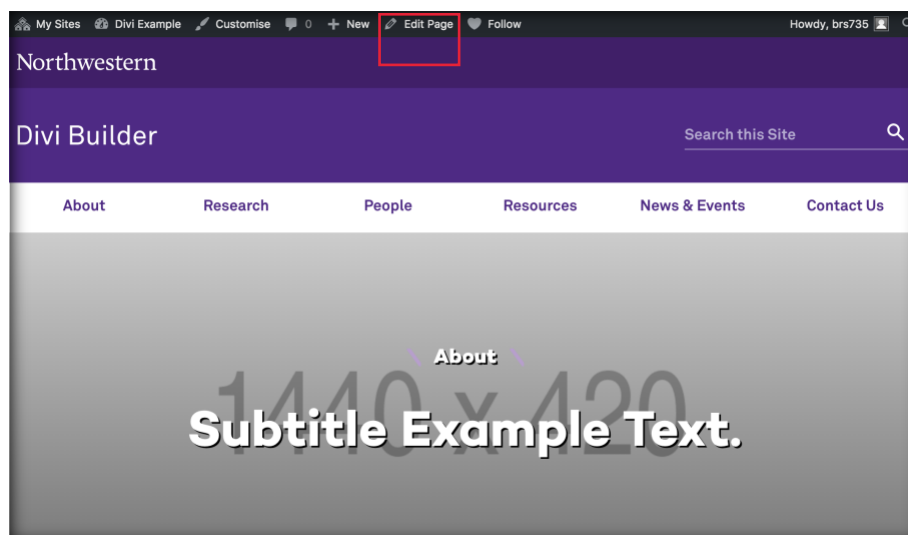 My Sites Divi Example Customise 0 + New Edit Page Follow Howdy, brs735
Northwestern
Divi Builder Search this Site
About Research People Resources News & Events Contact Us
\ About \
1440 x 420
Subtitle Example Text.